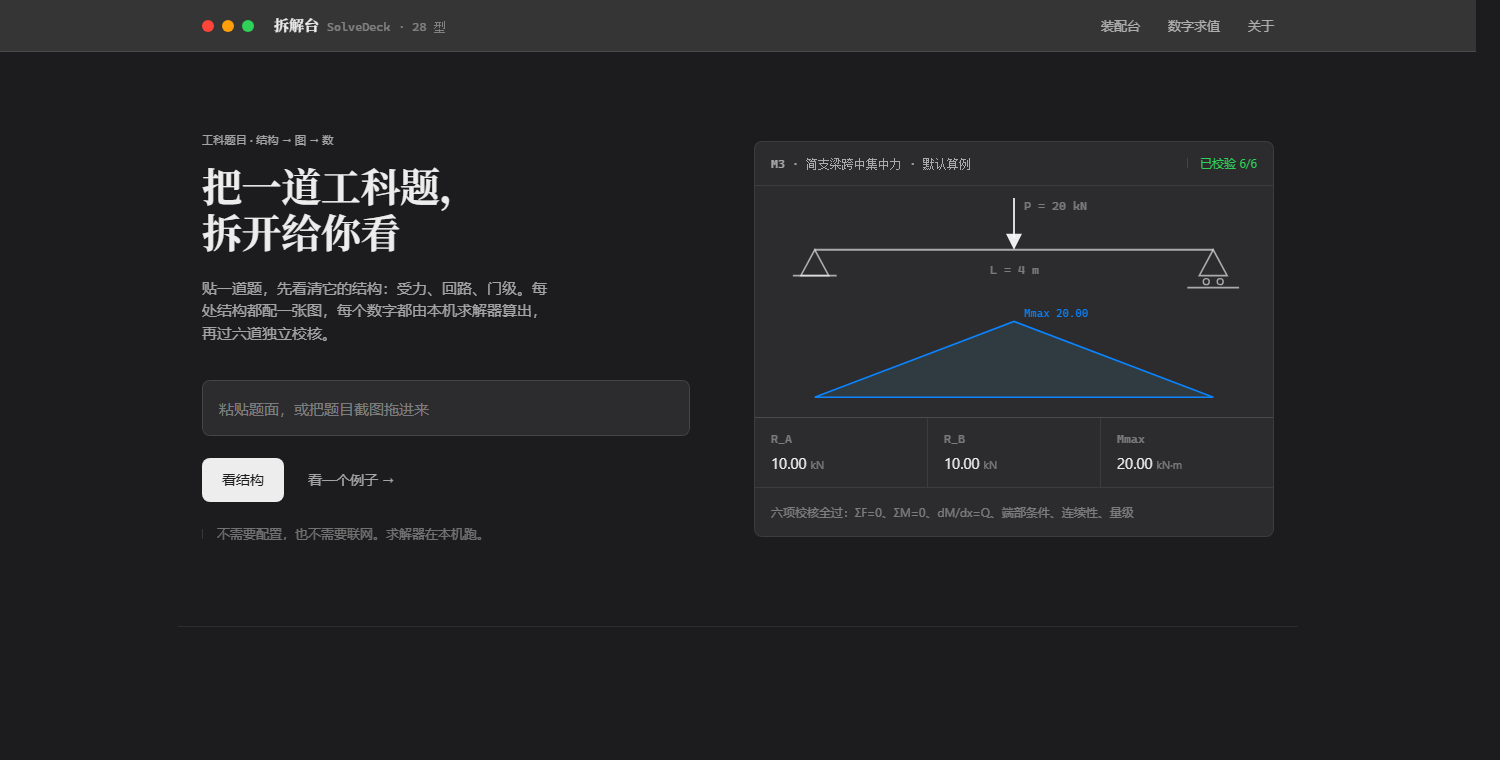 拆解台 SolveDeck · 28 型
装配台 数字求值 关于
工科题目 · 结构 → 图 → 数
把一道工科题,
拆开给你看
贴一道题，先看清它的结构：受力、回路、门级。每
处结构都配一张图，每个数字都由本机求解器算出，
再过六道独立校核。
粘贴题面，或把题目截图拖进来
看结构 看一个例子 →
不需要配置，也不需要联网。求解器在本机跑。
M3 · 简支梁跨中集中力 · 默认算例
已校验 6/6
P = 20 kN
L = 4 m
Mmax 20.00
R_A R_B Mmax
10.00 kN 10.00 kN 20.00 kN·m
六项校核全过：ΣF=0、ΣM=0、dM/dx=Q、端部条件、连续性、量级